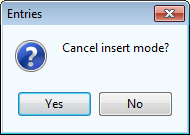 Entries
Cancel insert mode?
Yes
No